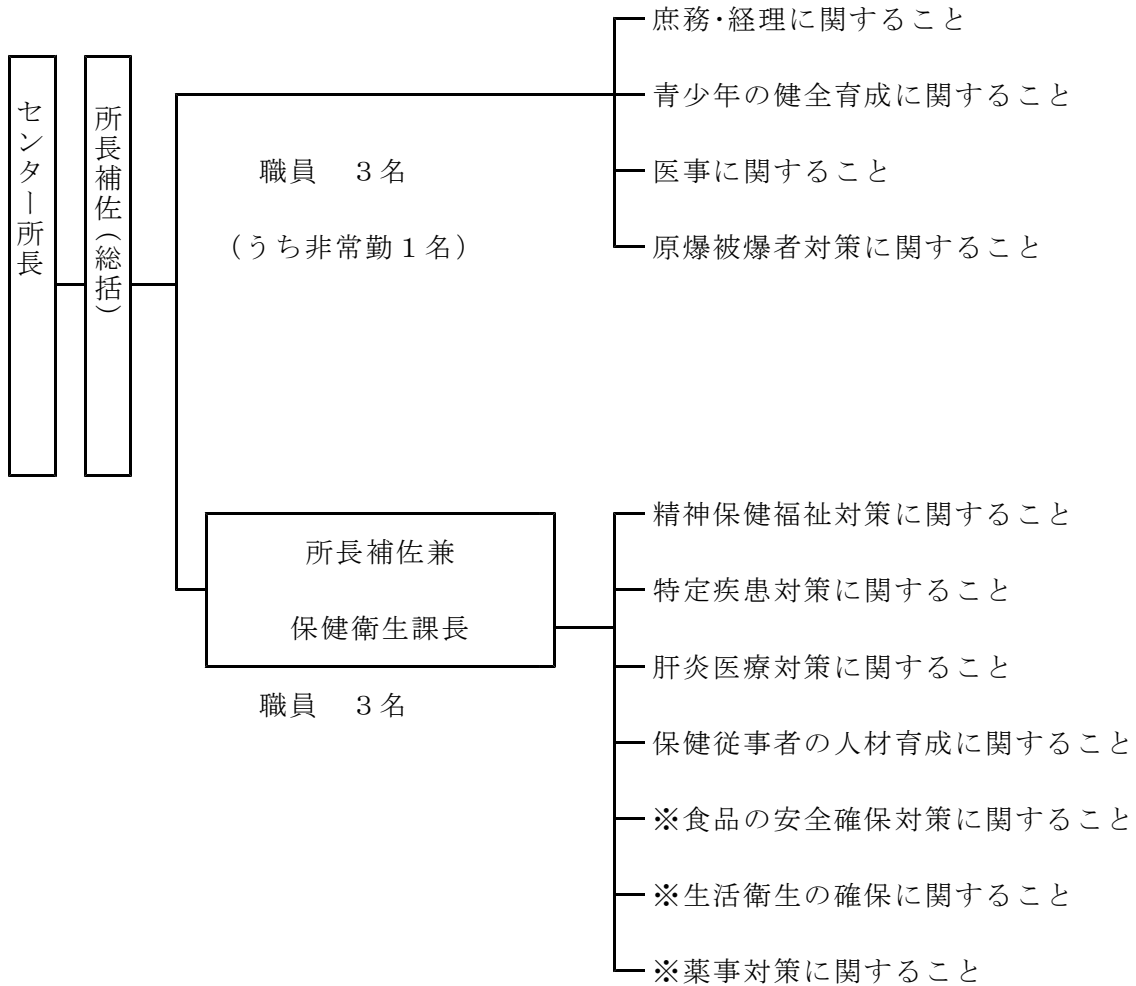 センター所長
所長補佐（総括）
職員　３名
（うち非常勤１名）
庶務・経理に関すること
青少年の健全育成に関すること
医事に関すること
原爆被爆者対策に関すること
所長補佐兼
保健衛生課長
職員　３名
精神保健福祉対策に関すること
特定疾患対策に関すること
肝炎医療対策に関すること
保健従事者の人材育成に関すること
※食品の安全確保対策に関すること
※生活衛生の確保に関すること
※薬事対策に関すること